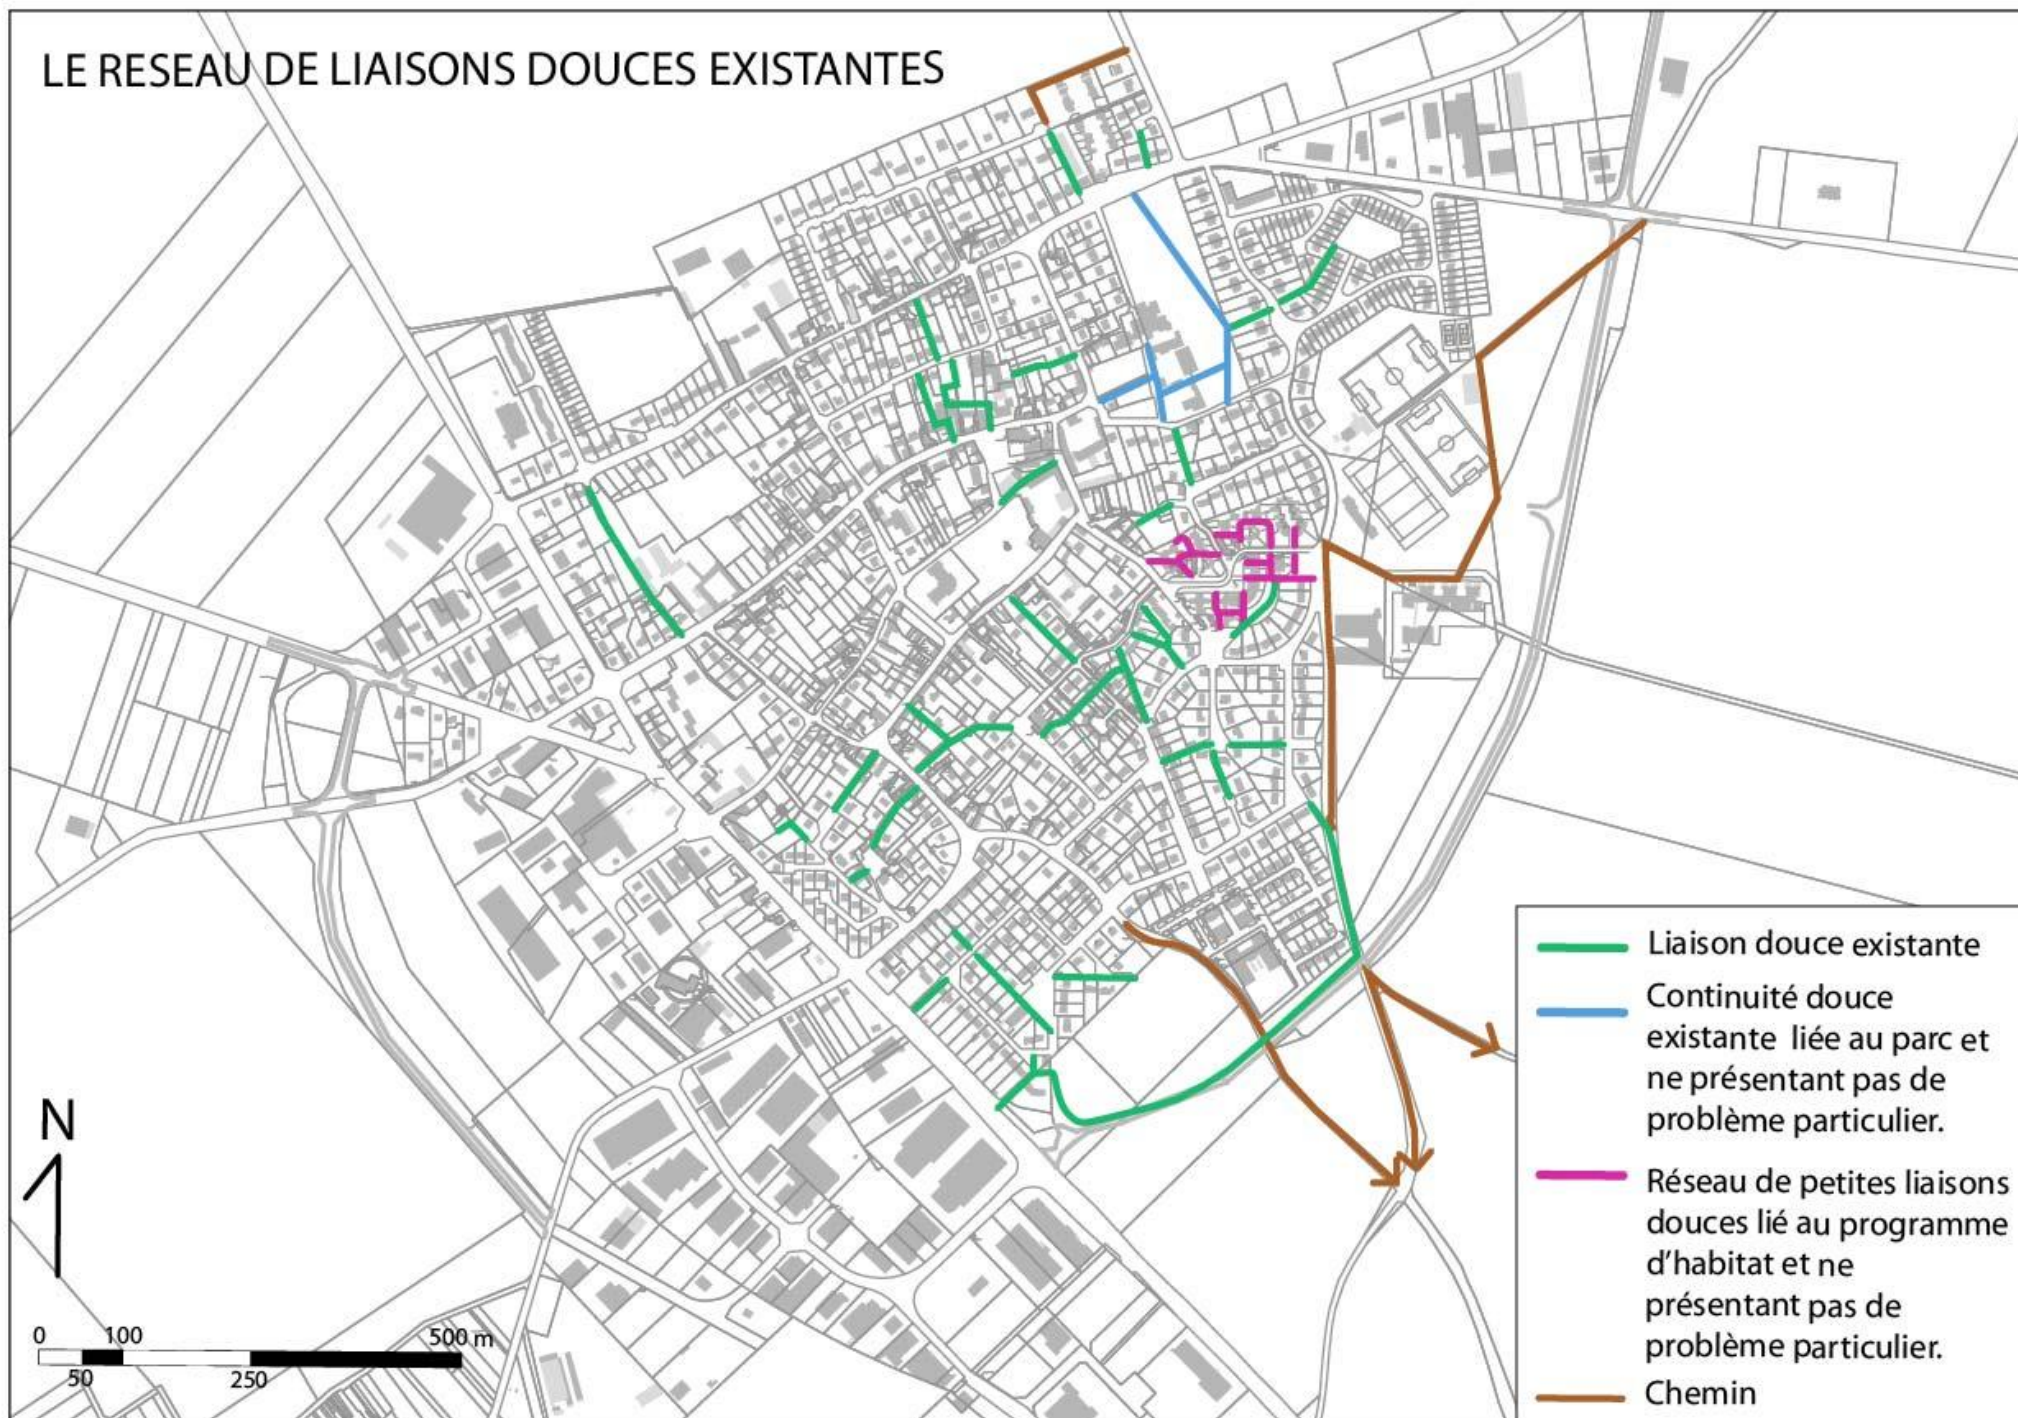 LE RESEAU DE LIAISONS DOUCES EXISTANTES
Liaison douce existante
Continuité douce
existante liée au parc et
ne présentant pas de
problème particulier.
Réseau de petites liaisons
douces lié au programme
d'habitat et ne
présentant pas de
problème particulier.
Chemin
N
0 100 500 m
50 250